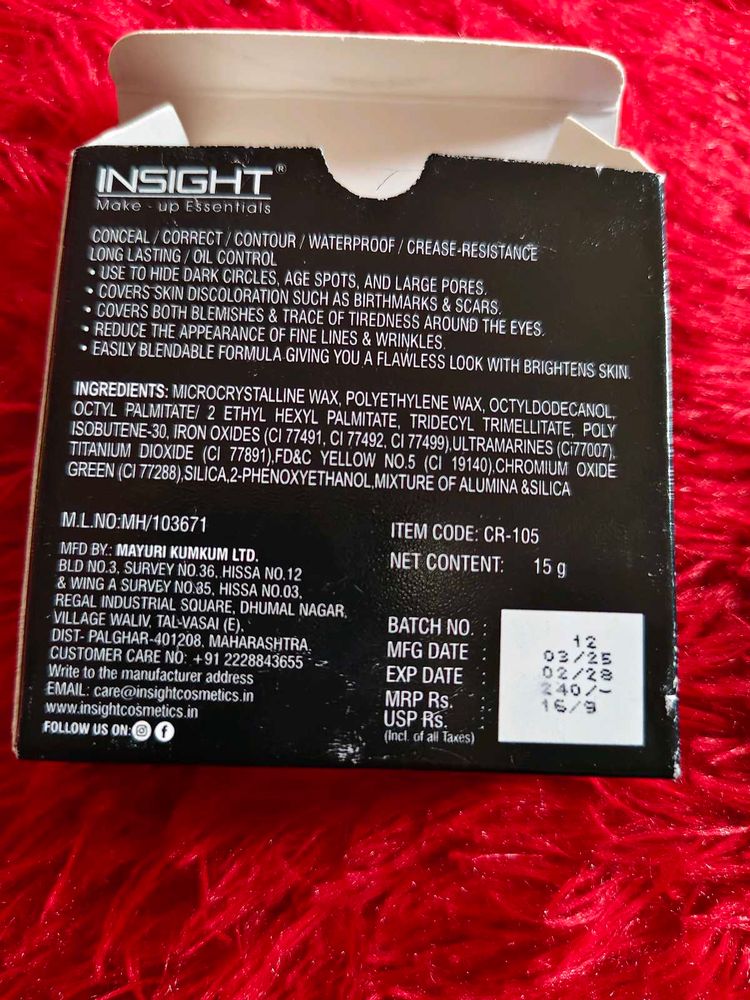 INSIGHT®
Make - up Essentials
CONCEAL / CORRECT / CONTOUR / WATERPROOF / CREASE-RESISTANCE
LONG LASTING / OIL CONTROL
• USE TO HIDE DARK CIRCLES, AGE SPOTS, AND LARGE PORES.
• COVERS SKIN DISCOLORATION SUCH AS BIRTHMARKS & SCARS.
• COVERS BOTH BLEMISHES & TRACE OF TIREDNESS AROUND THE EYES.
• REDUCE THE APPEARANCE OF FINE LINES & WRINKLES.
• EASILY BLENDABLE FORMULA GIVING YOU A FLAWLESS LOOK WITH BRIGHTENS SKIN.
INGREDIENTS: MICROCRYSTALLINE WAX, POLYETHYLENE WAX, OCTYLDODECANOL,
OCTYL PALMITATE/ 2 ETHYL HEXYL PALMITATE, TRIDECYL TRIMELLITATE, POLY
ISOBUTENE-30, IRON OXIDES (CI 77491, CI 77492, CI 77499),ULTRAMARINES (Ci77007),
TITANIUM DIOXIDE (CI 77891),FD&C YELLOW NO.5 (CI 19140),CHROMIUM OXIDE
GREEN (CI 77288),SILICA,2-PHENOXYETHANOL,MIXTURE OF ALUMINA &SILICA
M.L.NO:MH/103671
MFD BY.: MAYURI KUMKUM LTD.
BLD NO.3, SURVEY NO.36, HISSA NO.12
& WING A SURVEY NO.35, HISSA NO.03,
REGAL INDUSTRIAL SQUARE, DHUMAL NAGAR,
VILLAGE WALIV, TAL-VASAI (E),
DIST- PALGHAR-401208, MAHARASHTRA.
CUSTOMER CARE NO: +91 2228843655
Write to the manufacturer address
EMAIL: care@insightcosmetics.in
www.insightcosmetics.in
FOLLOW US ON:
ITEM CODE: CR-105
NET CONTENT: 15 g
BATCH NO. : 12
MFG DATE : 03/25
EXP DATE : 02/28
MRP Rs. : 240/-
USP Rs. : 16/9
(Incl. of all Taxes)